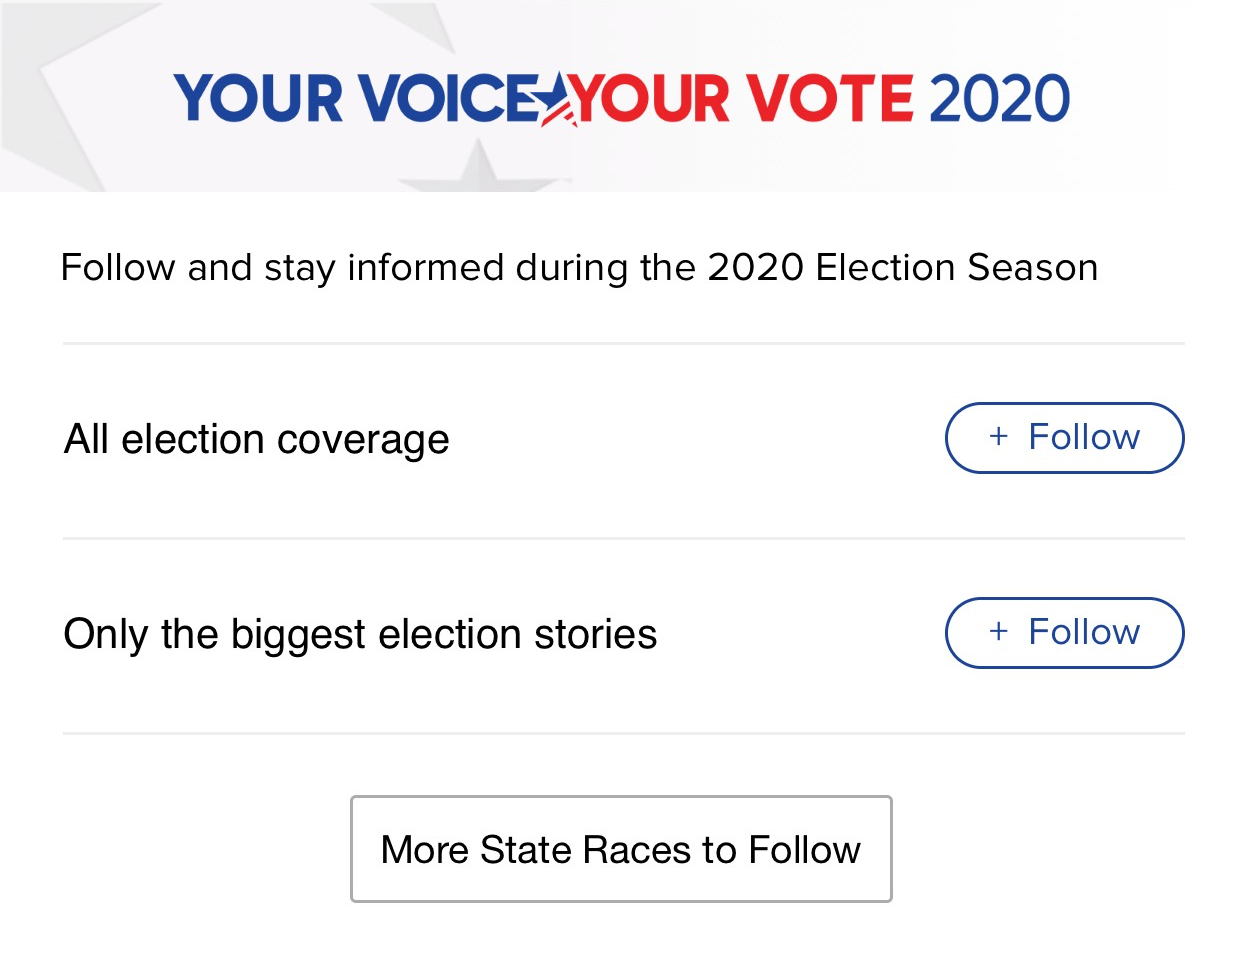 YOUR VOICE YOUR VOTE 2020
Follow and stay informed during the 2020 Election Season
All election coverage
+ Follow
Only the biggest election stories
+ Follow
More State Races to Follow